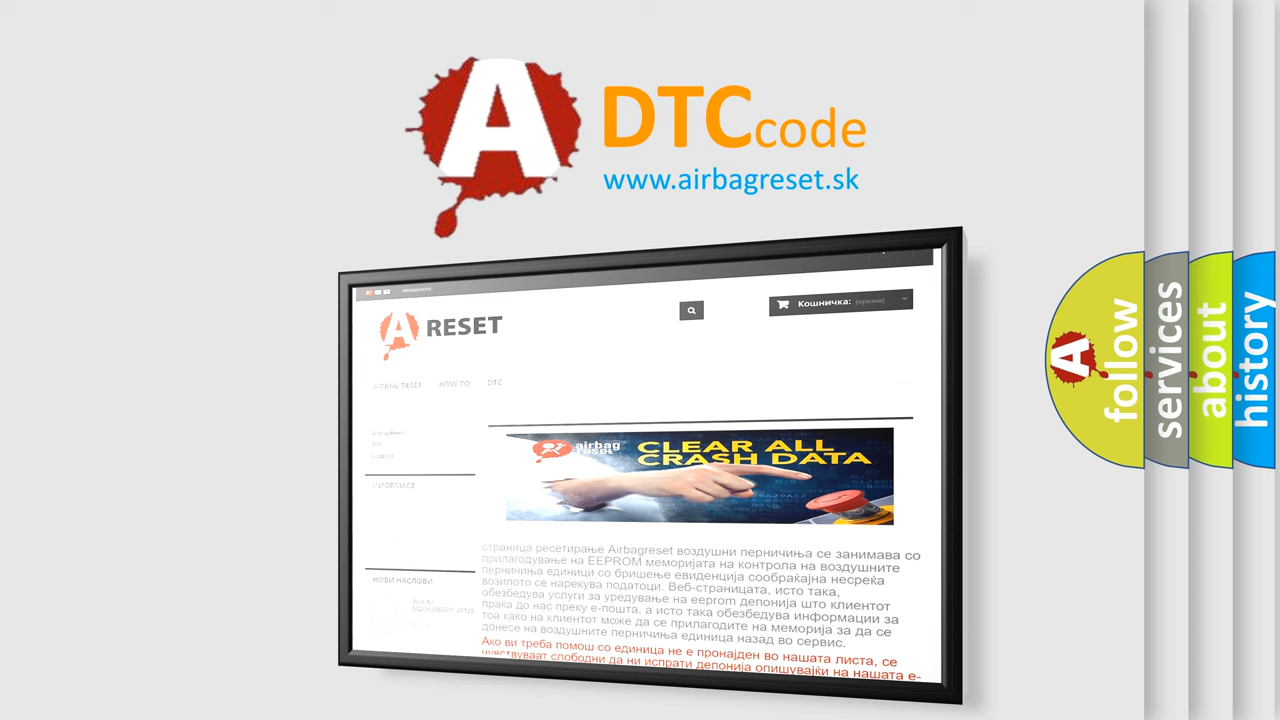 A DTC code
www.airbagreset.sk
A RESET
Кошничка: (празна)
AIRBAG RESET HOW TO DTC
INFORMACE
airbag reset CLEAR ALL CRASH DATA
страница ресетирање Airbagreset воздушни перничиња се занимава со
прилагодување на EEPROM меморијата на контрола на воздушните
перничиња единици со бришење евиденција сообраќајна несреќа
возилото се нарекува податоци. Веб-страницата, исто така,
обезбедува услуги за уредување на eeprom депонија што клиентот
праќа до нас преку е-пошта, а исто така обезбедува информации за
тоа како на клиентот може да се прилагодите на меморија за да се
донесе на воздушните перничиња единица назад во сервис.
Ако ви треба помош со единица не е пронајден во нашата листа, се
чувствуваат слободни да ни испрати депонија опишувајќи на нашата е-
НОВИ НАСЛОВИ
A follow
services
about
history